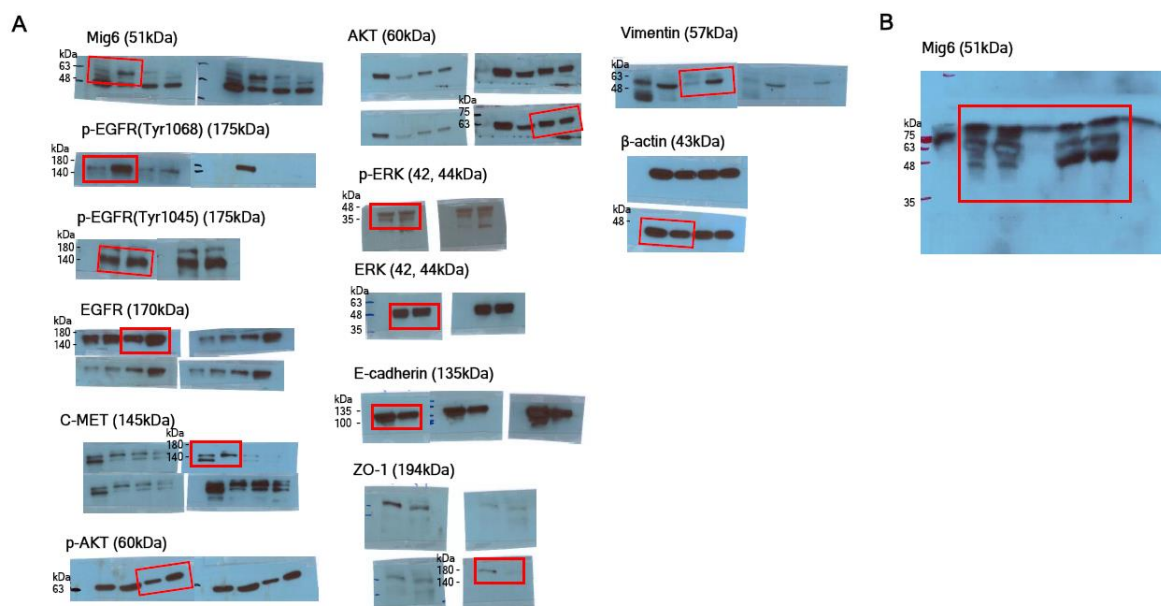 A
Mig6 (51kDa)
kDa
63
48
p-EGFR(Tyr1068) (175kDa)
kDa
180
140
p-EGFR(Tyr1045) (175kDa)
kDa
180
140
EGFR (170kDa)
kDa
180
140
C-MET (145kDa)
kDa
180
140
p-AKT (60kDa)
kDa
63
AKT (60kDa)
kDa
75
63
p-ERK (42, 44kDa)
kDa
48
35
ERK (42, 44kDa)
kDa
63
48
35
E-cadherin (135kDa)
kDa
135
100
ZO-1 (194kDa)
kDa
180
140
Vimentin (57kDa)
kDa
63
48
β-actin (43kDa)
kDa
48
B
Mig6 (51kDa)
kDa
75
63
48
35